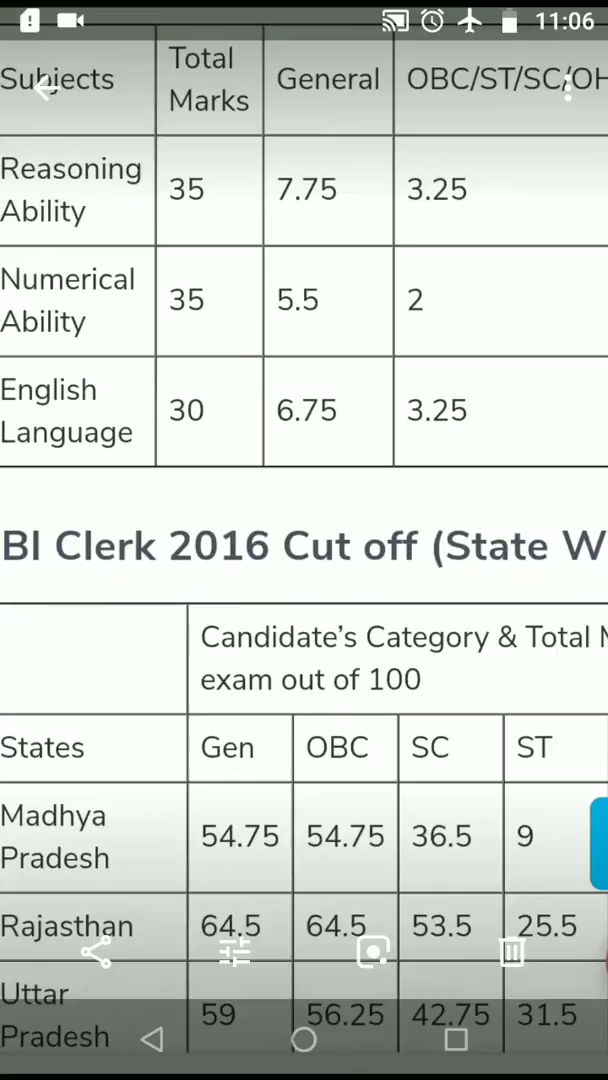 11:06
Subjects Total Marks General OBC/ST/SC/OH
Reasoning Ability 35 7.75 3.25
Numerical Ability 35 5.5 2
English Language 30 6.75 3.25
BI Clerk 2016 Cut off (State W
Candidate's Category & Total M
exam out of 100
States Gen OBC SC ST
Madhya Pradesh 54.75 54.75 36.5 9
Rajasthan 64.5 64.5 53.5 25.5
Uttar Pradesh 59 56.25 42.75 31.5